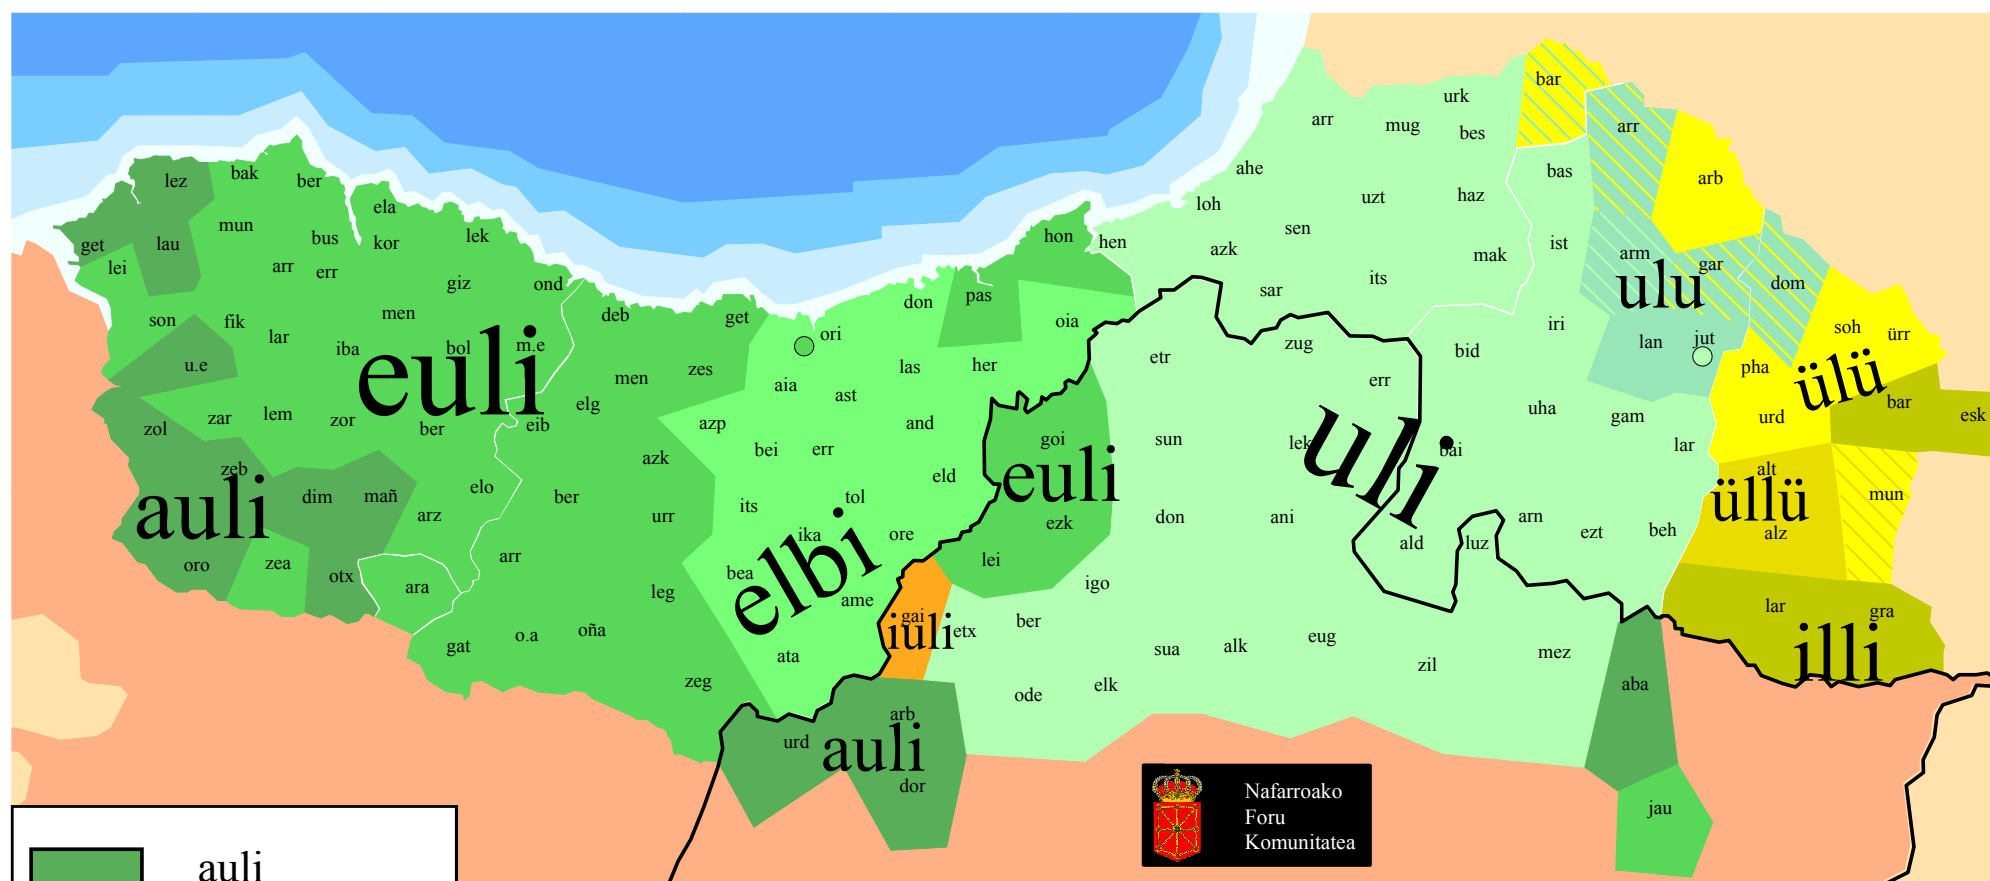 bar
urk
arr
mug
bes
arr
lez
bak
ber
ahe
bas
arb
ela
loh
uzt
haz
mun
get
lau
bus
kor
lek
hon
hen
sen
azk
ist
mak
arm
gar
lei
arr
err
giz
ond
sar
its
ulu
dom
son
fik
men
deb
get
don
pas
oia
iri
soh
ürr
lar
iba
euli
bol
m.e
ori
zug
bid
lan
jut
u.e
men
zes
aia
las
her
etr
err
pha
ülü
zar
lem
zor
ber
elg
eib
azp
ast
and
uha
gam
urd
bar
esk
zol
azk
bei
err
goi
sun
lek
uli
bai
lar
zeb
auli
dim
mañ
elo
ber
its
tol
eld
euli
alt
üllü
mun
arz
urr
ika
ore
ezk
don
ani
arn
ezt
beh
alz
oro
zea
otx
ara
arr
leg
bea
elbi
ame
lei
igo
ald
luz
gat
o.a
oña
gai
iuli
etx
ber
lar
gra
ata
sua
alk
eug
zil
mez
illi
zeg
ode
elk
aba
arb
urd
auli
dor
jau
Nafarroako
Foru
Komunitatea
auli